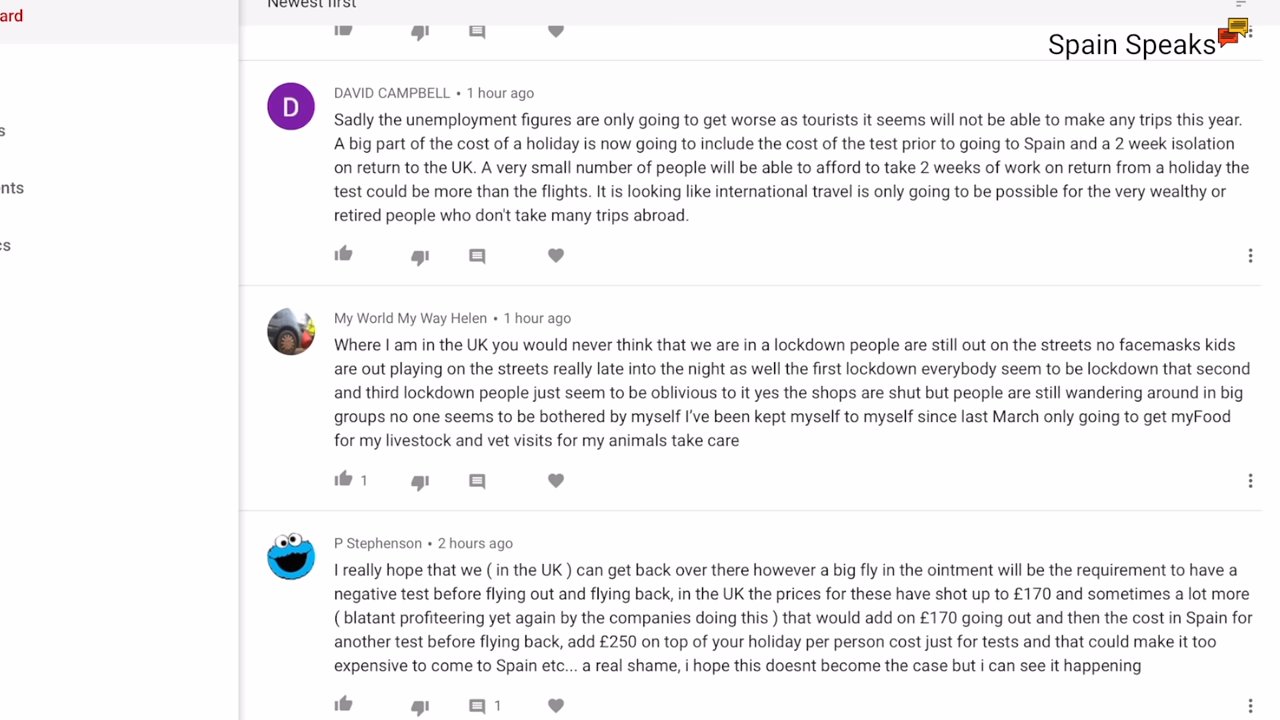 Newest first
ard
Spain Speaks
DAVID CAMPBELL • 1 hour ago
Sadly the unemployment figures are only going to get worse as tourists it seems will not be able to make any trips this year.
A big part of the cost of a holiday is now going to include the cost of the test prior to going to Spain and a 2 week isolation
on return to the UK. A very small number of people will be able to afford to take 2 weeks of work on return from a holiday the
test could be more than the flights. It is looking like international travel is only going to be possible for the very wealthy or
retired people who don't take many trips abroad.
D
s
nts
cs
My World My Way Helen • 1 hour ago
Where I am in the UK you would never think that we are in a lockdown people are still out on the streets no facemasks kids
are out playing on the streets really late into the night as well the first lockdown everybody seem to be lockdown that second
and third lockdown people just seem to be oblivious to it yes the shops are shut but people are still wandering around in big
groups no one seems to be bothered by myself I've been kept myself to myself since last March only going to get myFood
for my livestock and vet visits for my animals take care
1
P Stephenson • 2 hours ago
I really hope that we ( in the UK ) can get back over there however a big fly in the ointment will be the requirement to have a
negative test before flying out and flying back, in the UK the prices for these have shot up to £170 and sometimes a lot more
( blatant profiteering yet again by the companies doing this ) that would add on £170 going out and then the cost in Spain for
another test before flying back, add £250 on top of your holiday per person cost just for tests and that could make it too
expensive to come to Spain etc... a real shame, i hope this doesnt become the case but i can see it happening
1